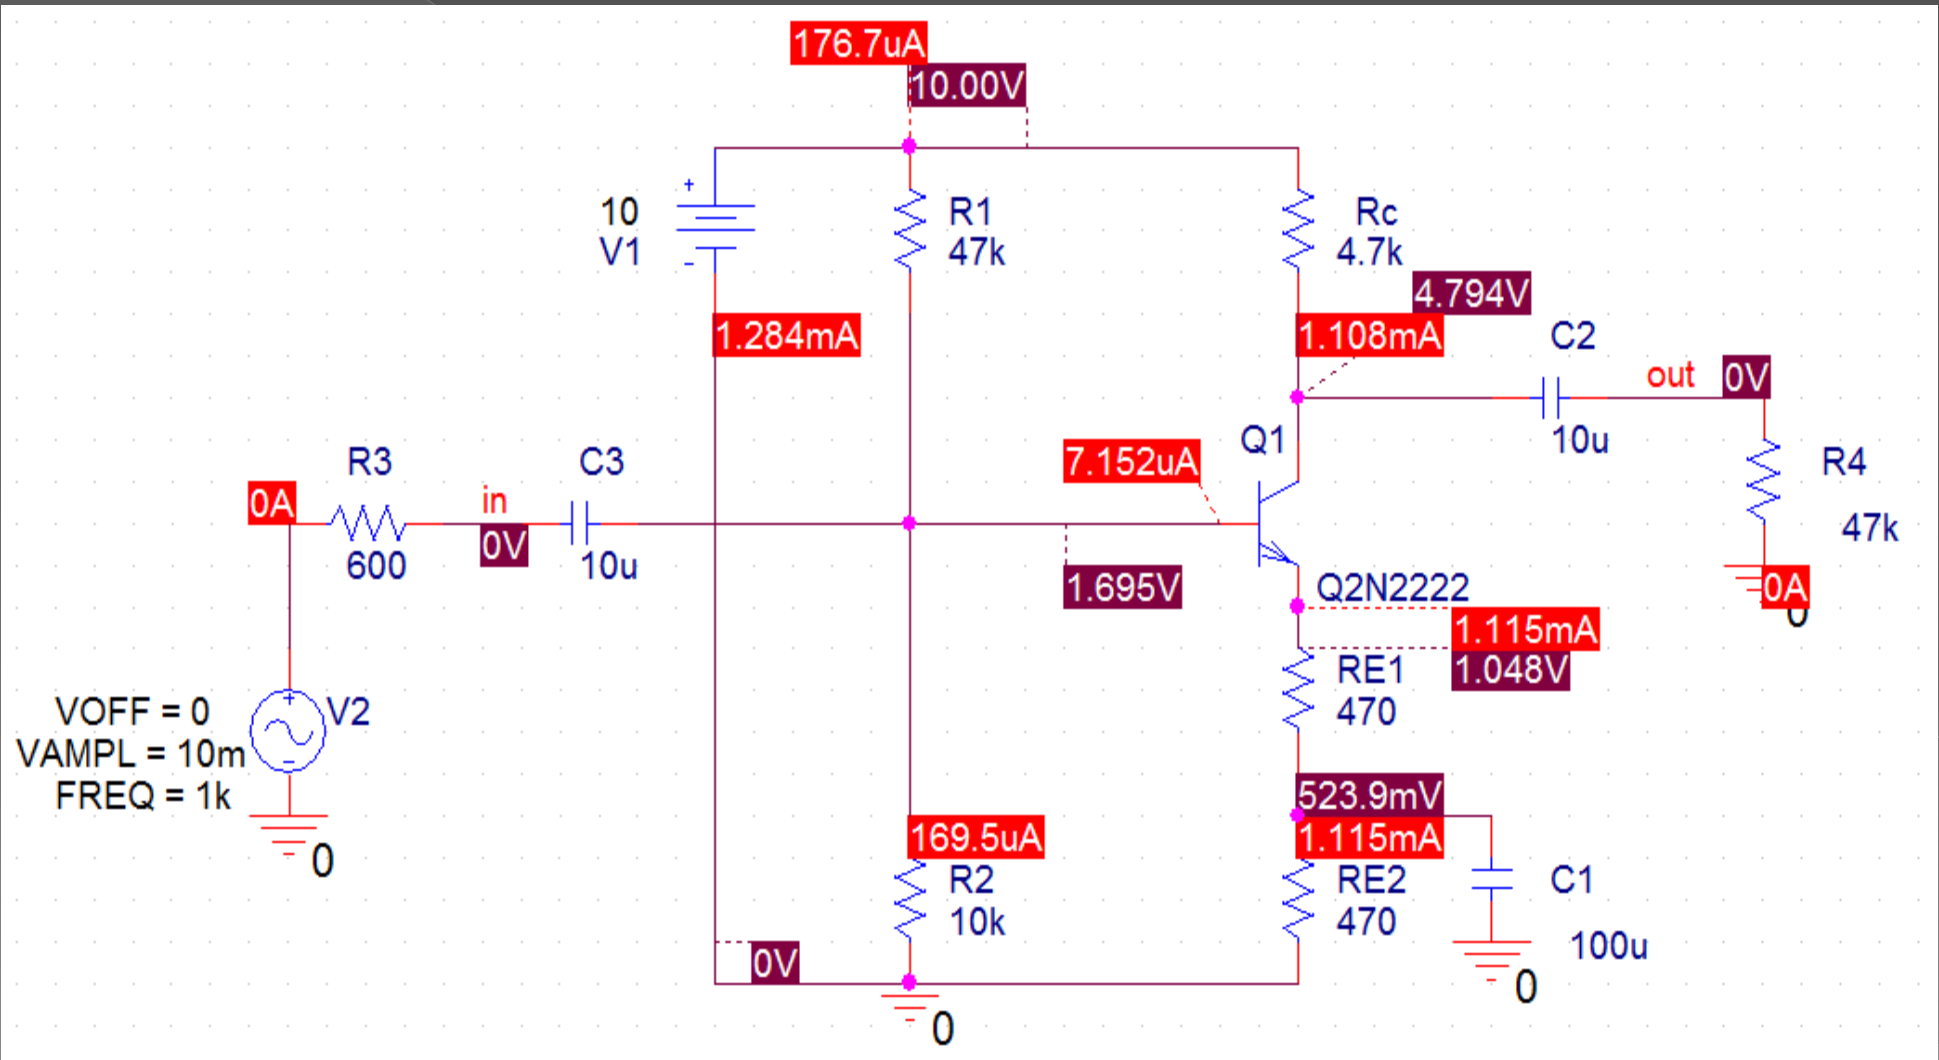 176.7uA
10.00V
10
V1
+
-
R1
47k
Rc
4.7k
4.794V
1.284mA
1.108mA
C2
10u
out
0V
R3
600
0A
in
0V
C3
10u
7.152uA
Q1
R4
47k
1.695V
Q2N2222
0A
0
1.115mA
1.048V
RE1
470
VOFF = 0
VAMPL = 10m
FREQ = 1k
+
-
V2
0
523.9mV
1.115mA
169.5uA
R2
10k
RE2
470
C1
100u
0
0V
0